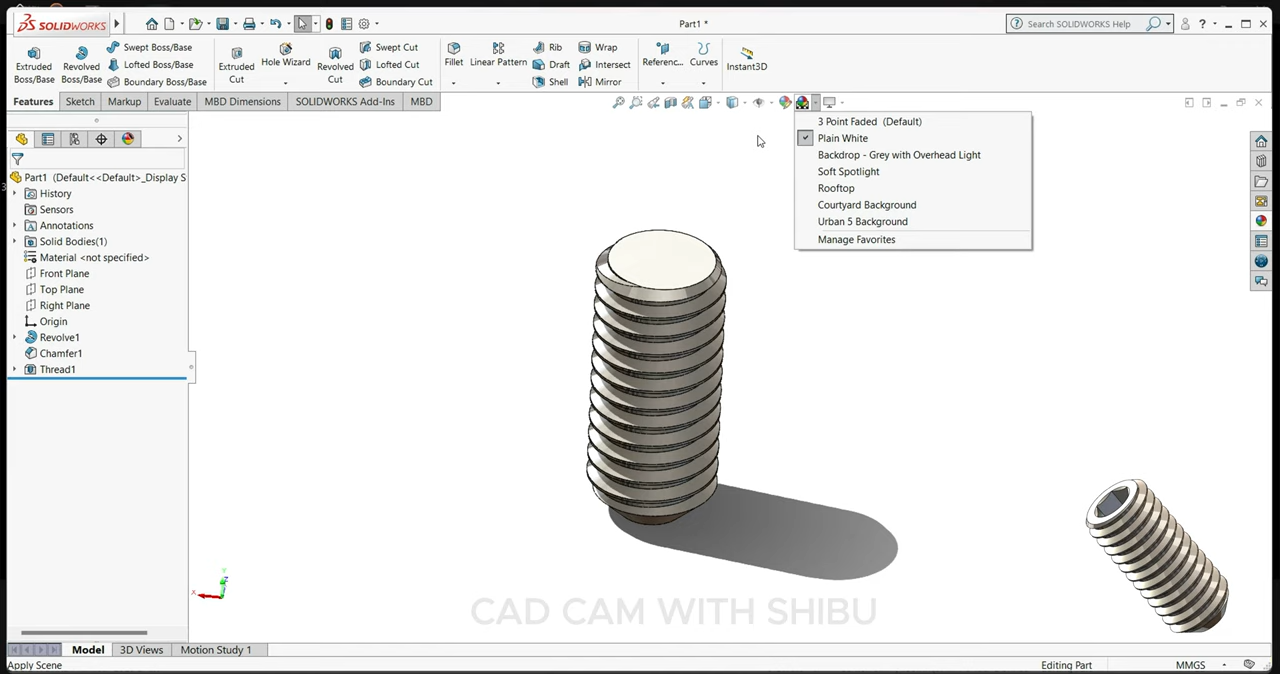 SOLIDWORKS
Part1 *
Search SOLIDWORKS Help
Extruded Boss/Base
Revolved Boss/Base
Swept Boss/Base
Lofted Boss/Base
Boundary Boss/Base
Extruded Cut
Hole Wizard
Revolved Cut
Swept Cut
Lofted Cut
Boundary Cut
Fillet
Linear Pattern
Rib
Draft
Shell
Wrap
Intersect
Mirror
Referenc...
Curves
Instant3D
Features
Sketch
Markup
Evaluate
MBD Dimensions
SOLIDWORKS Add-Ins
MBD
3 Point Faded (Default)
Plain White
Backdrop - Grey with Overhead Light
Soft Spotlight
Rooftop
Courtyard Background
Urban 5 Background
Manage Favorites
Part1 (Default<<Default>_Display S
History
Sensors
Annotations
Solid Bodies(1)
Material <not specified>
Front Plane
Top Plane
Right Plane
Origin
Revolve1
Chamfer1
Thread1
CAD CAM WITH SHIBU
Model
3D Views
Motion Study 1
Apply Scene
Editing Part
MMGS